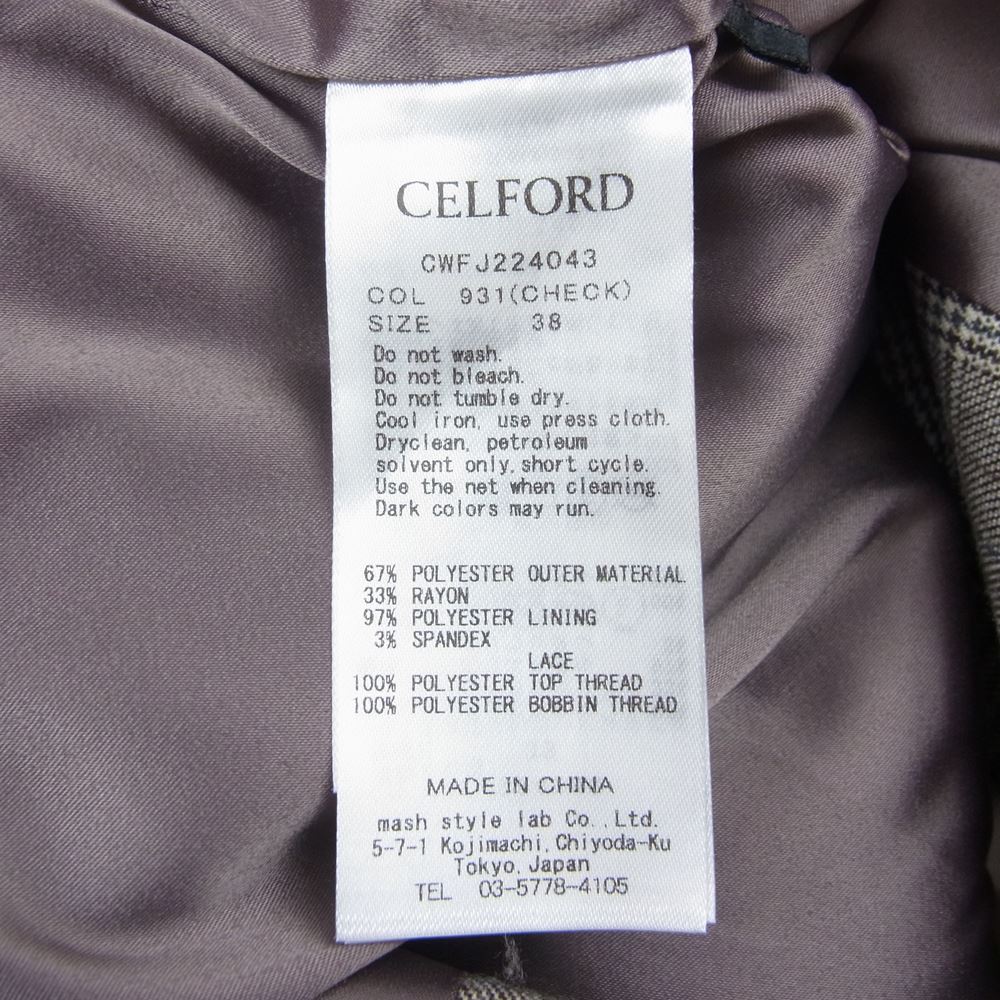 CELFORD
CWFJ224043
COL 931(CHECK)
SIZE 38
Do not wash.
Do not bleach.
Do not tumble dry.
Cool iron, use press cloth.
Dryclean, petroleum
solvent only. short cycle.
Use the net when cleaning.
Dark colors may run.
67% POLYESTER OUTER MATERIAL
33% RAYON
97% POLYESTER LINING
3% SPANDEX
LACE
100% POLYESTER TOP THREAD
100% POLYESTER BOBBIN THREAD
MADE IN CHINA
mash style lab Co.,Ltd.
5-7-1 Kojimachi, Chiyoda-Ku
Tokyo, Japan
TEL 03-5778-4105